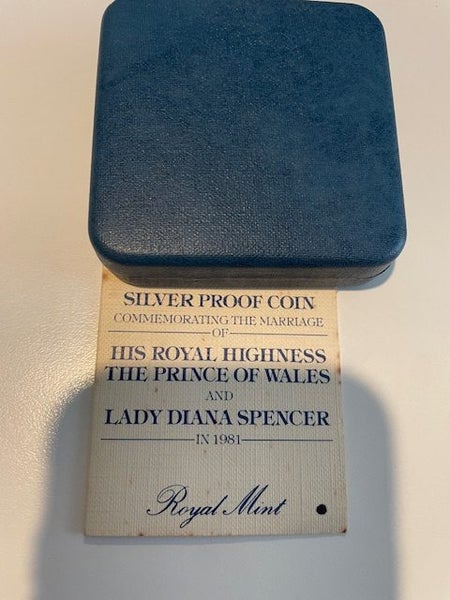 SILVER PROOF COIN
COMMEMORATING THE MARRIAGE
OF
HIS ROYAL HIGHNESS
THE PRINCE OF WALES
AND
LADY DIANA SPENCER
IN 1981
Royal Mint